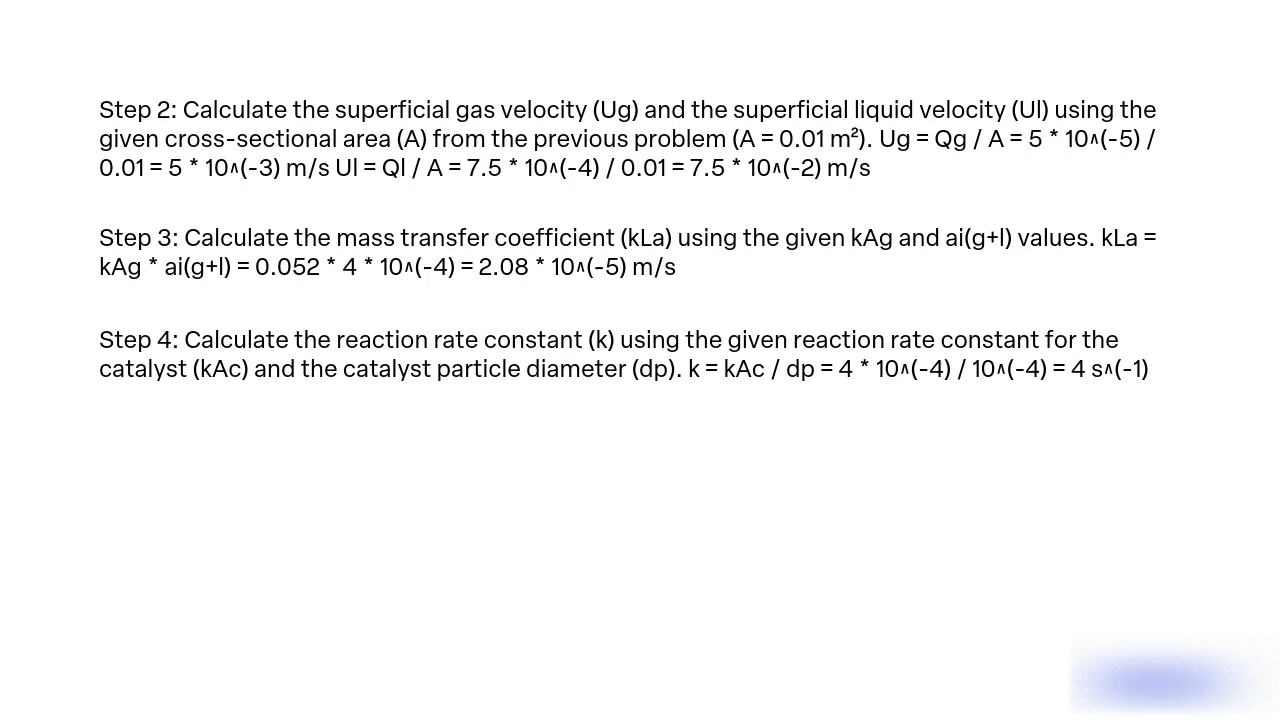 Step 2: Calculate the superficial gas velocity (Ug) and the superficial liquid velocity (Ul) using the
given cross-sectional area (A) from the previous problem (A = 0.01 m²). Ug = Qg / A = 5 * 10^(-5) /
0.01 = 5 * 10^(-3) m/s Ul = Ql / A = 7.5 * 10^(-4) / 0.01 = 7.5 * 10^(-2) m/s
Step 3: Calculate the mass transfer coefficient (kLa) using the given kAg and ai(g+l) values. kLa =
kAg * ai(g+l) = 0.052 * 4 * 10^(-4) = 2.08 * 10^(-5) m/s
Step 4: Calculate the reaction rate constant (k) using the given reaction rate constant for the
catalyst (kAc) and the catalyst particle diameter (dp). k = kAc / dp = 4 * 10^(-4) / 10^(-4) = 4 s^(-1)